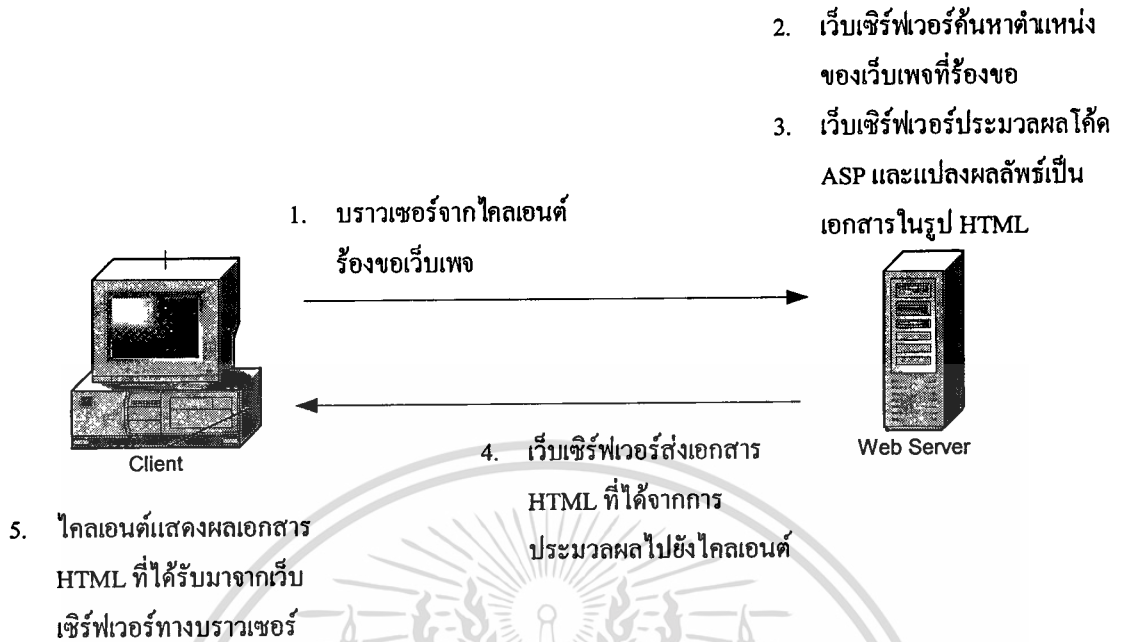 1. บราวเซอร์จากไคลเอนต์
ร้องขอเว็บเพจ
2. เว็บเซิร์ฟเวอร์ค้นหาตำแหน่ง
ของเว็บเพจที่ร้องขอ
3. เว็บเซิร์ฟเวอร์ประมวลผลโค้ด
ASP และแปลงผลลัพธ์เป็น
เอกสารในรูป HTML
Client
Web Server
4. เว็บเซิร์ฟเวอร์ส่งเอกสาร
HTML ที่ได้จากการ
ประมวลผลไปยังไคลเอนต์
5. ไคลเอนต์แสดงผลเอกสาร
HTML ที่ได้รับมาจากเว็บ
เซิร์ฟเวอร์ทางบราวเซอร์